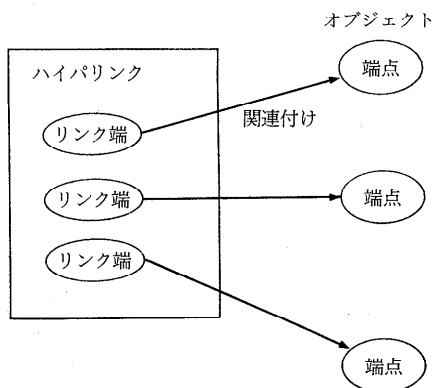 オブジェクト
ハイパリンク
端点
リンク端
関連付け
リンク端
端点
リンク端
端点